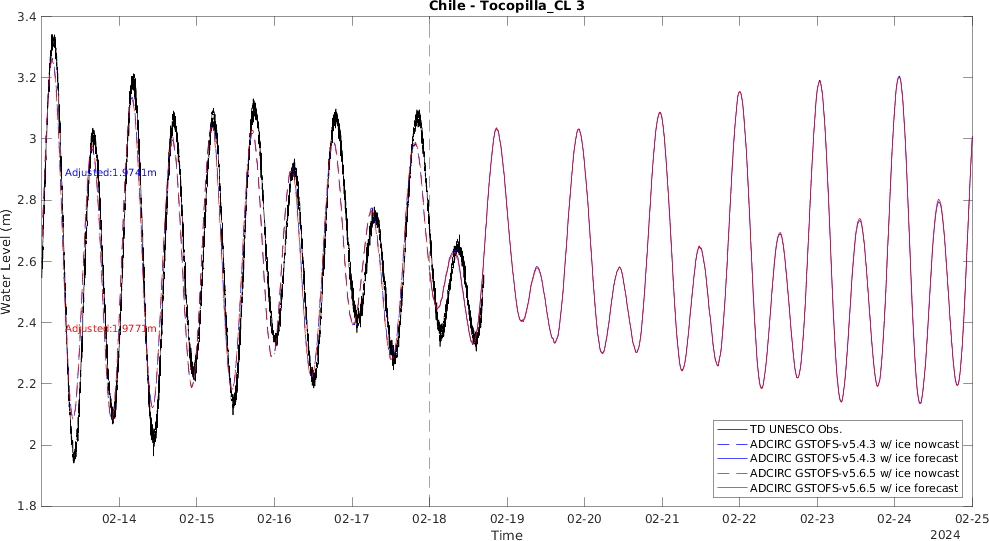 Chile - Tocopilla_CL 3
3.4
3.2
3
2.8
2.6
2.4
2.2
2
1.8
Water Level (m)
Adjusted:1.9741m
Adjusted:1.9771m
TD UNESCO Obs.
ADCIRC GSTOFS-v5.4.3 w/ ice nowcast
ADCIRC GSTOFS-v5.4.3 w/ ice forecast
ADCIRC GSTOFS-v5.6.5 w/ ice nowcast
ADCIRC GSTOFS-v5.6.5 w/ ice forecast
02-14 02-15 02-16 02-17 02-18 02-19 02-20 02-21 02-22 02-23 02-24 02-25
Time
2024